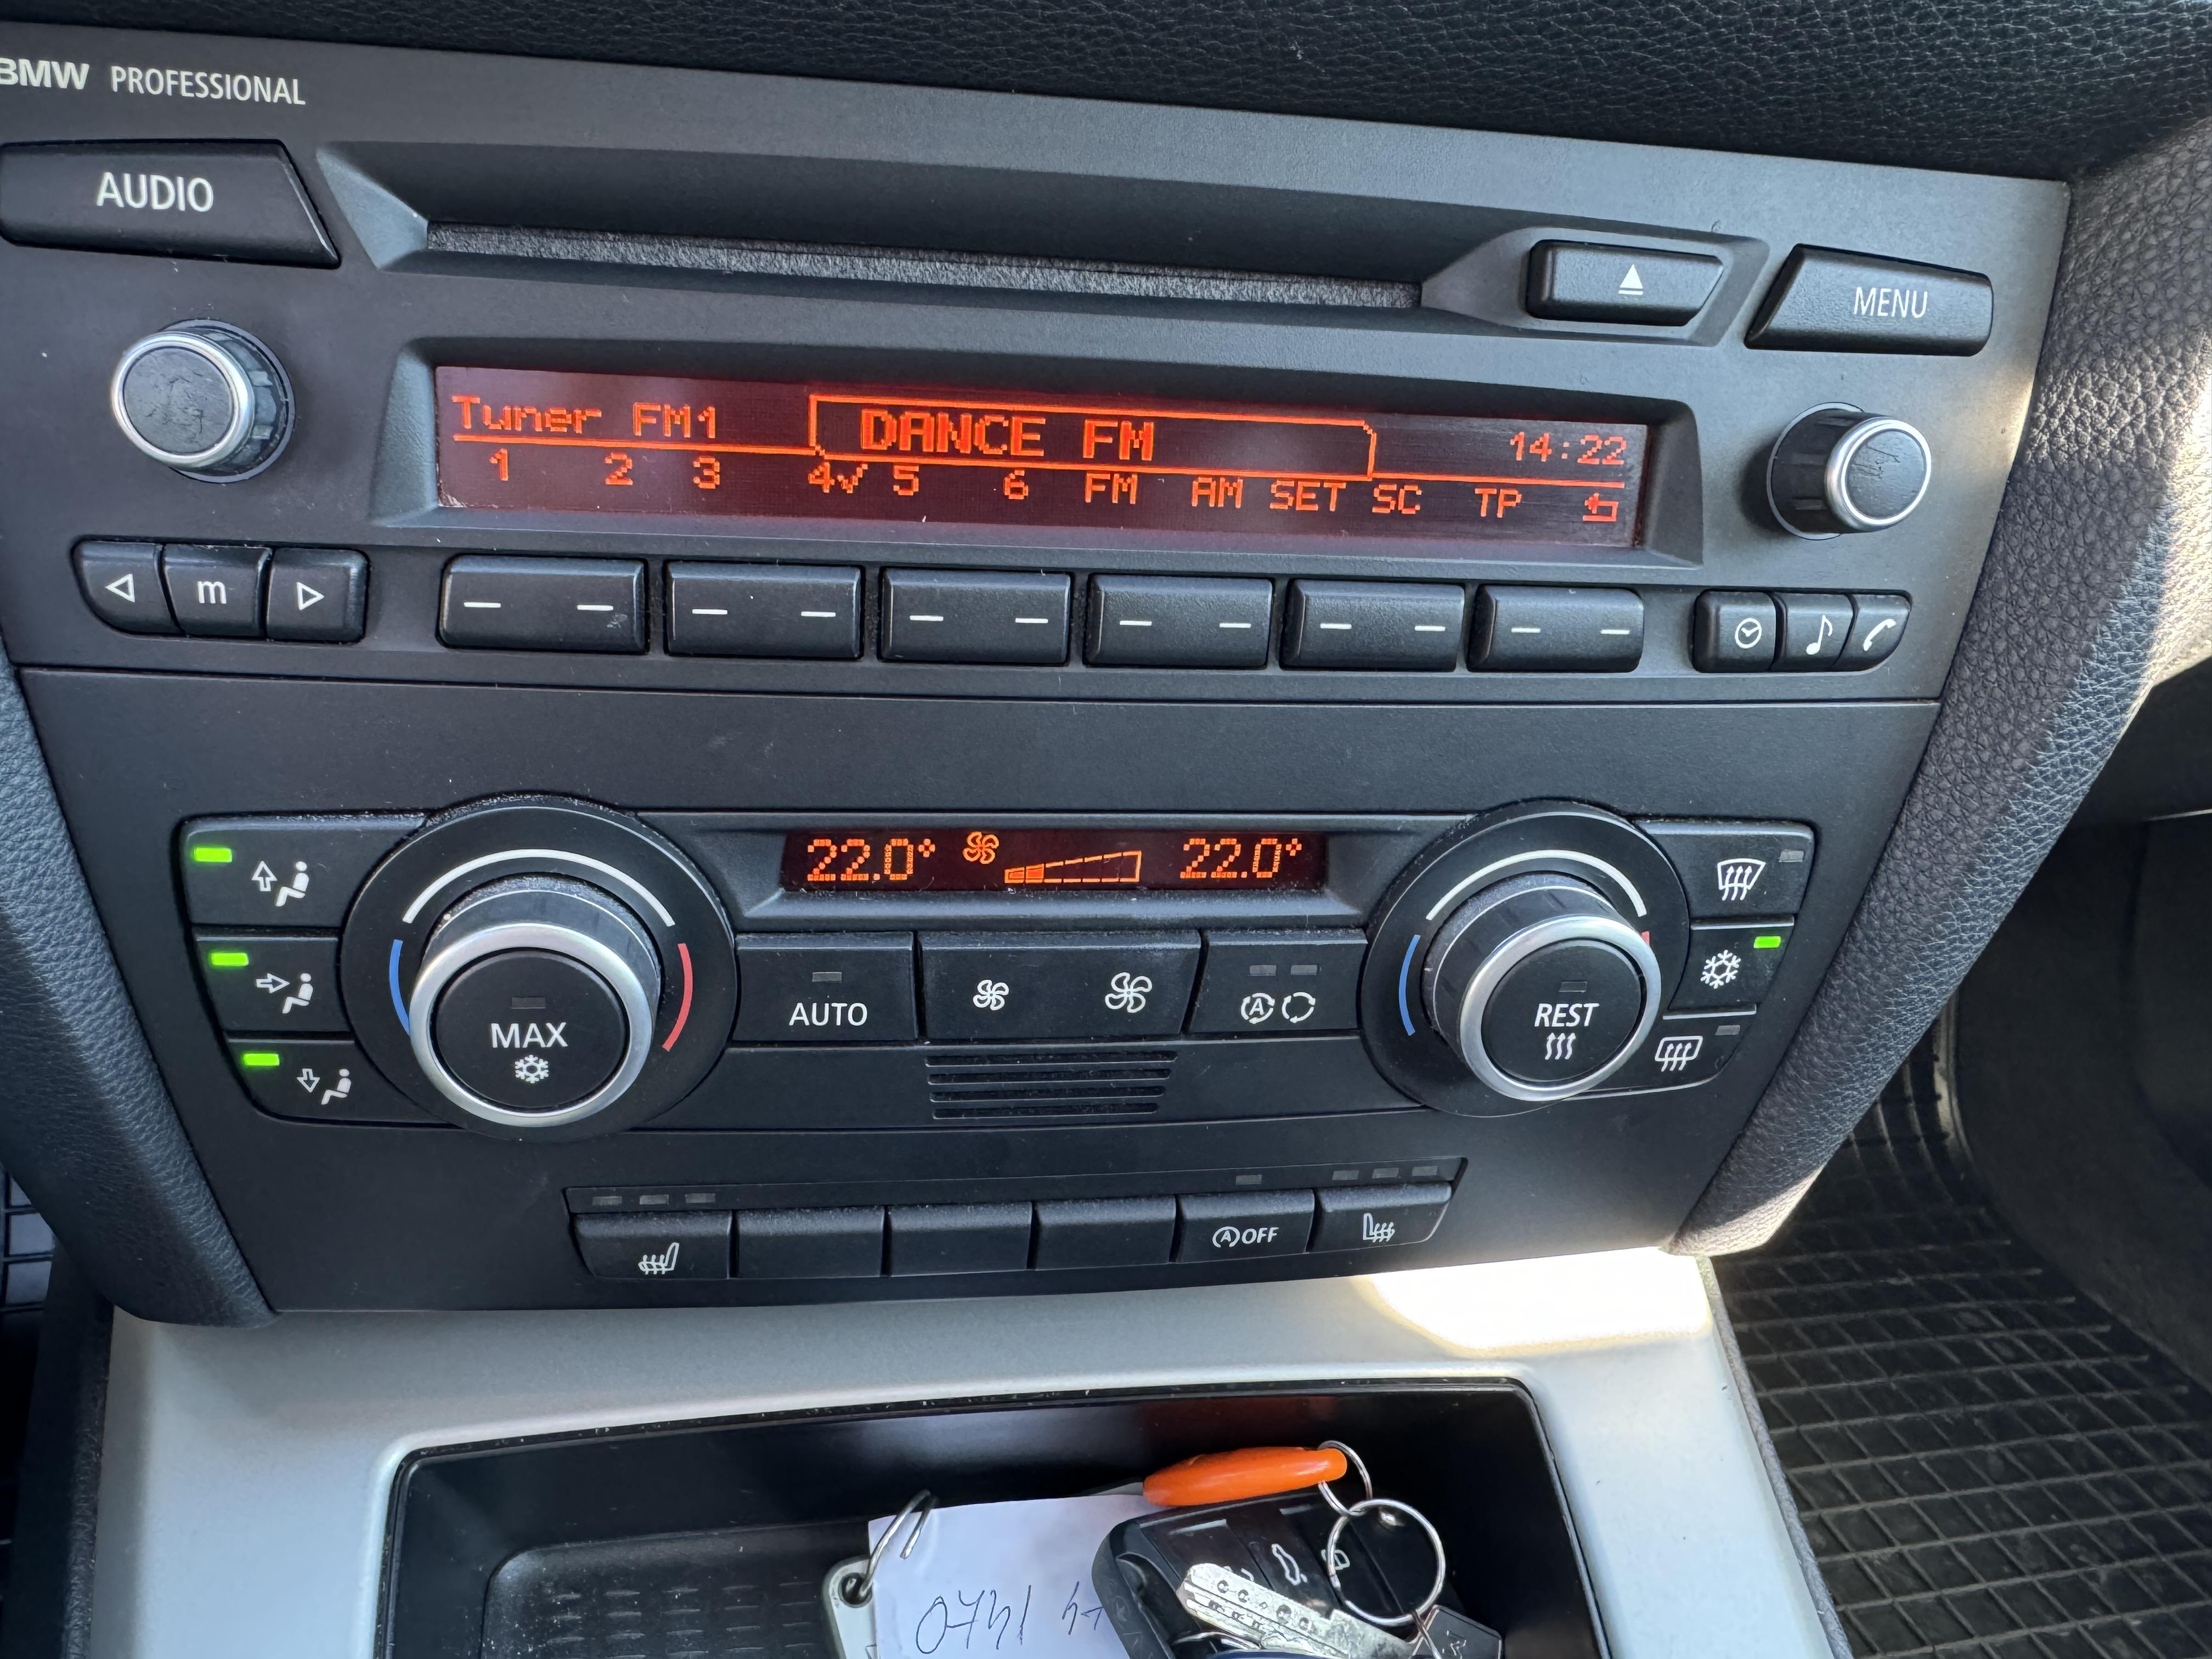 BMW PROFESSIONAL
AUDIO
MENU
Tuner FM1 DANCE FM 14:22
1 2 3 4✓ 5 6 FM AM SET SC TP
m
22.0° 22.0°
AUTO
A
MAX
REST
A OFF